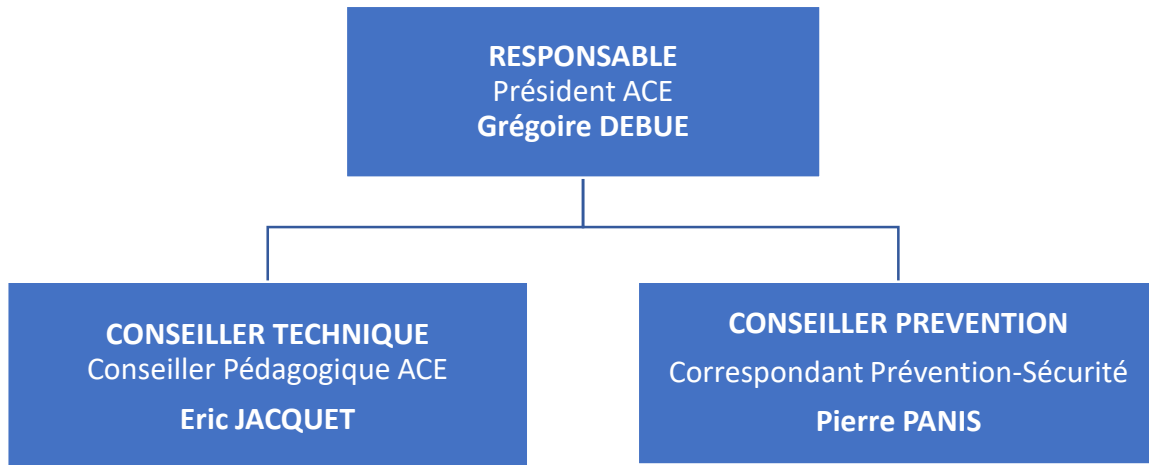 RESPONSABLE
Président ACE
Grégoire DEBUE
CONSEILLER TECHNIQUE
Conseiller Pédagogique ACE
Eric JACQUET
CONSEILLER PREVENTION
Correspondant Prévention-Sécurité
Pierre PANIS